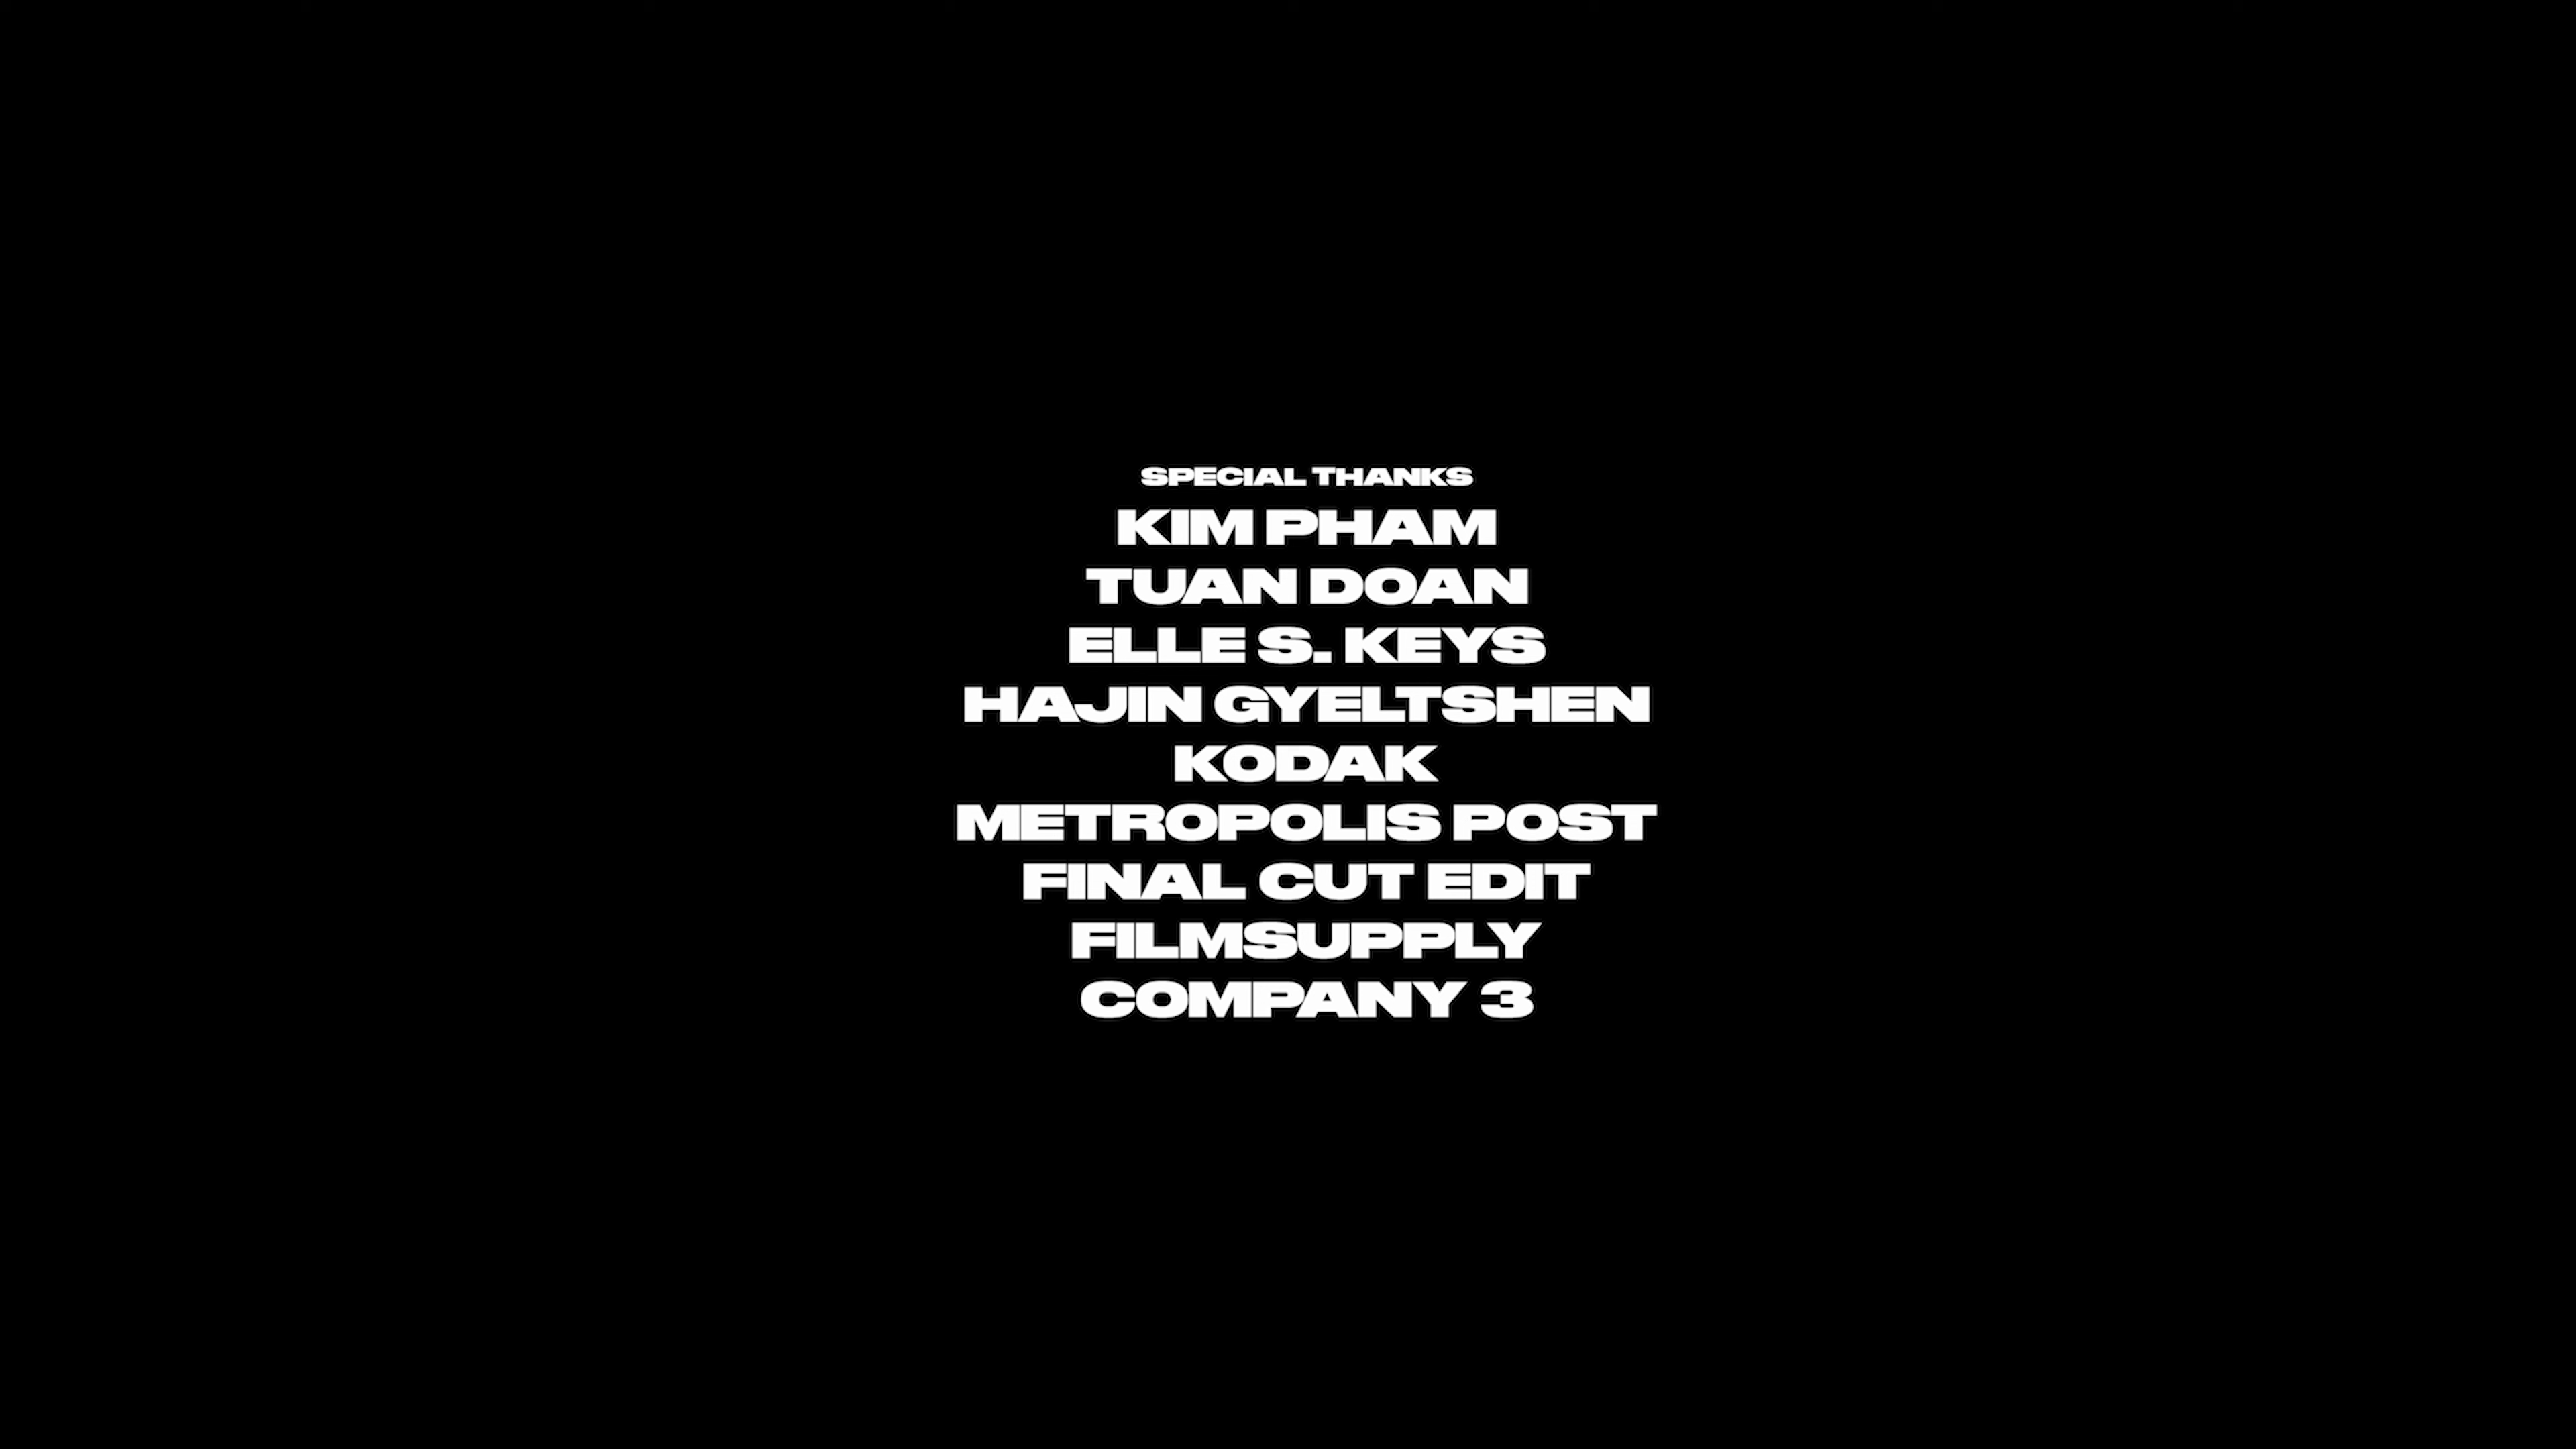 SPECIAL THANKS
KIM PHAM
TUAN DOAN
ELLE S. KEYS
HAJIN GYELTSHEN
KODAK
METROPOLIS POST
FINAL CUT EDIT
FILMSUPPLY
COMPANY 3